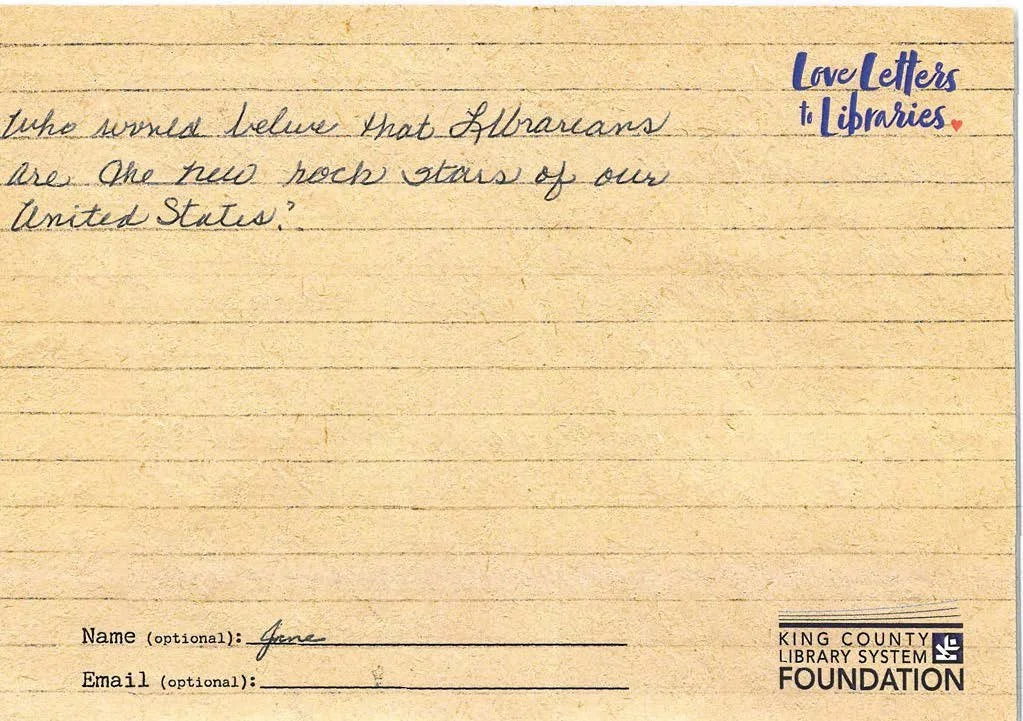 Love Letters
to Libraries
Who would belive that Librarians
are the new rock stars of our
United States?
Name (optional): Jane
Email (optional):
KING COUNTY
LIBRARY SYSTEM
FOUNDATION